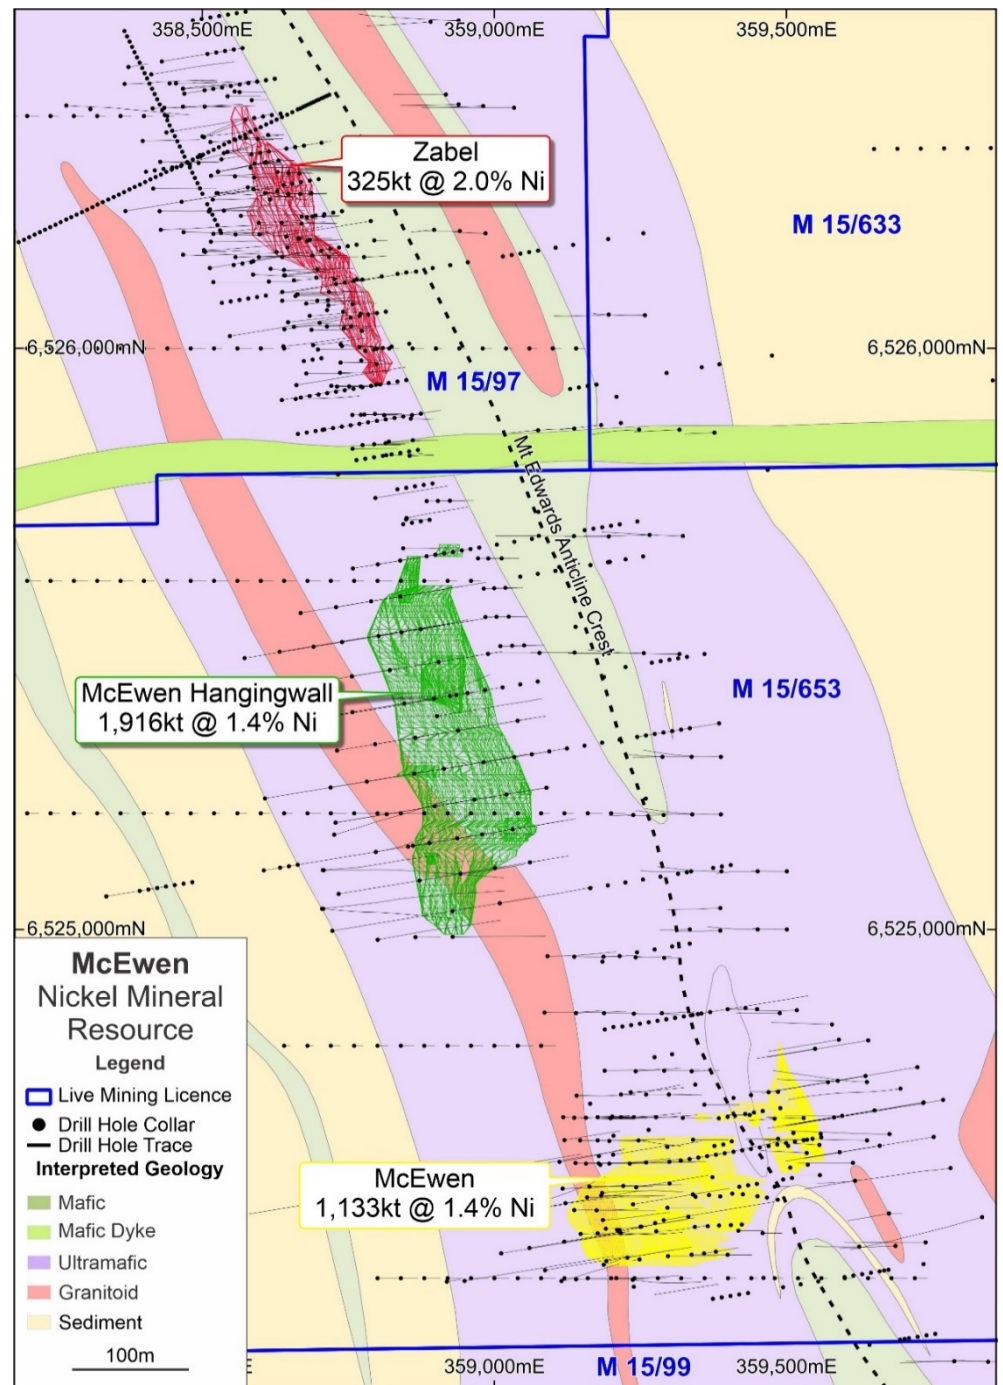 358,500mE
359,000mE
359,500mE
Zabel
325kt @ 2.0% Ni
M 15/633
6,526,000mN
6,526,000mN
M 15/97
Mt Edwards Anticline Crest
McEwen Hangingwall
1,916kt @ 1.4% Ni
M 15/653
6,525,000mN
6,525,000mN
McEwen
Nickel Mineral
Resource
Legend
Live Mining Licence
Drill Hole Collar
Drill Hole Trace
Interpreted Geology
Mafic
Mafic Dyke
Ultramafic
Granitoid
Sediment
100m
McEwen
1,133kt @ 1.4% Ni
E
359,000mE
M 15/99
359,500mE